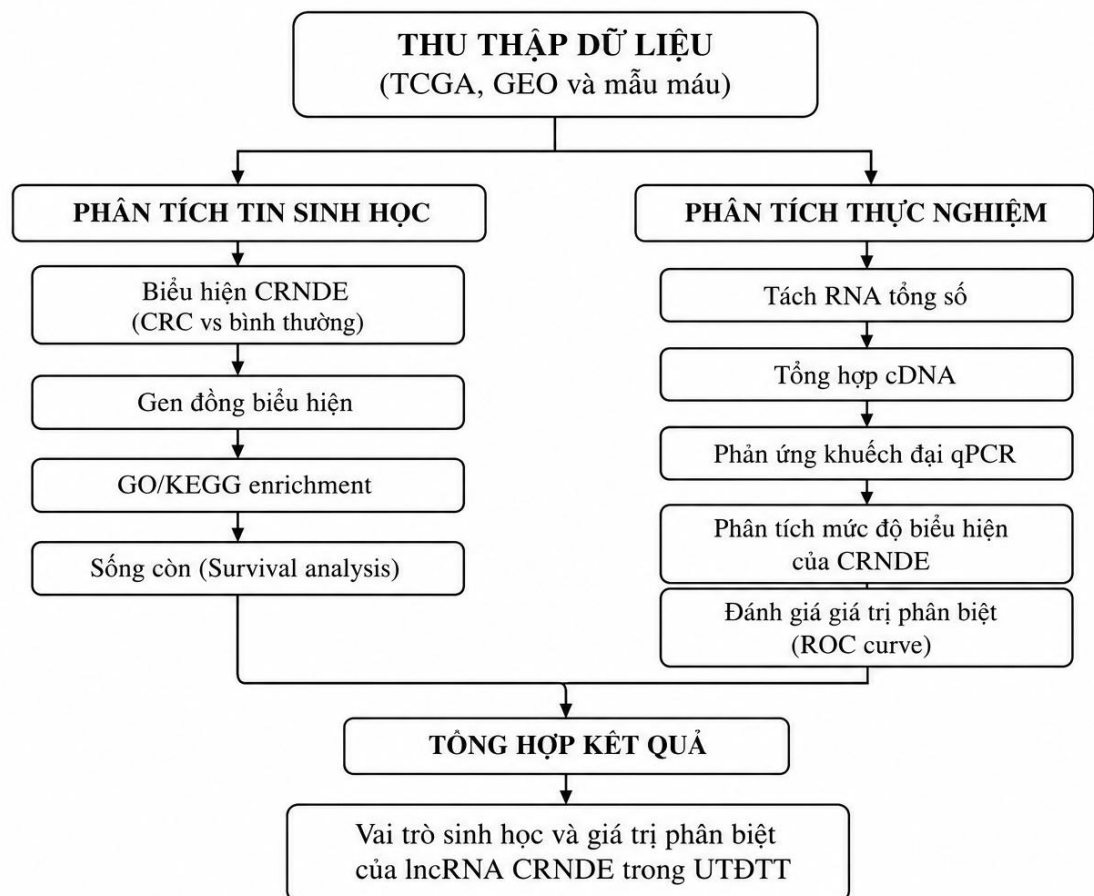 THU THẬP DỮ LIỆU
(TCGA, GEO và mẫu máu)
PHÂN TÍCH TIN SINH HỌC
Biểu hiện CRNDE
(CRC vs bình thường)
Gen đồng biểu hiện
GO/KEGG enrichment
Sống còn (Survival analysis)
PHÂN TÍCH THỰC NGHIỆM
Tách RNA tổng số
Tổng hợp cDNA
Phản ứng khuếch đại qPCR
Phân tích mức độ biểu hiện
của CRNDE
Đánh giá giá trị phân biệt
(ROC curve)
TỔNG HỢP KẾT QUẢ
Vai trò sinh học và giá trị phân biệt
của lncRNA CRNDE trong UTĐTT